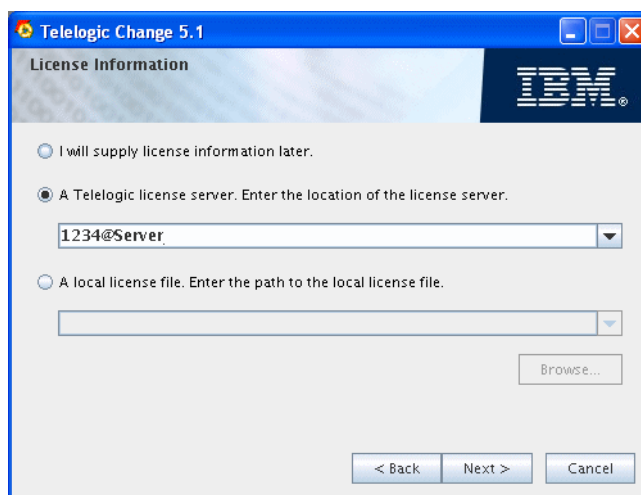 Telelogic Change 5.1
License Information
IBM®
I will supply license information later.
A Telelogic license server. Enter the location of the license server.
1234@Server
A local license file. Enter the path to the local license file.
Browse...
< Back Next > Cancel